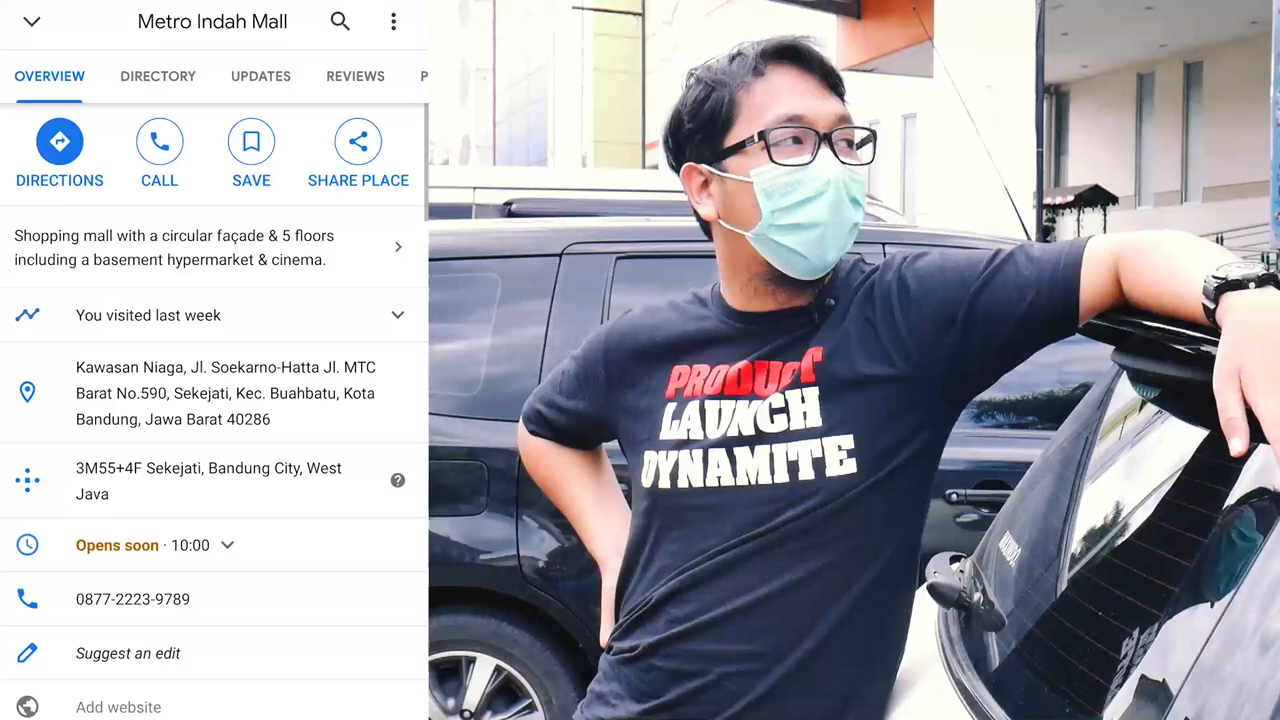 Metro Indah Mall
OVERVIEW
DIRECTORY
UPDATES
REVIEWS
P
DIRECTIONS
CALL
SAVE
SHARE PLACE
Shopping mall with a circular façade & 5 floors
including a basement hypermarket & cinema.
You visited last week
Kawasan Niaga, Jl. Soekarno-Hatta Jl. MTC
Barat No.590, Sekejati, Kec. Buahbatu, Kota
Bandung, Jawa Barat 40286
3M55+4F Sekejati, Bandung City, West
Java
Opens soon · 10:00
0877-2223-9789
Suggest an edit
Add website
PRODUCT
LAUNCH
DYNAMITE